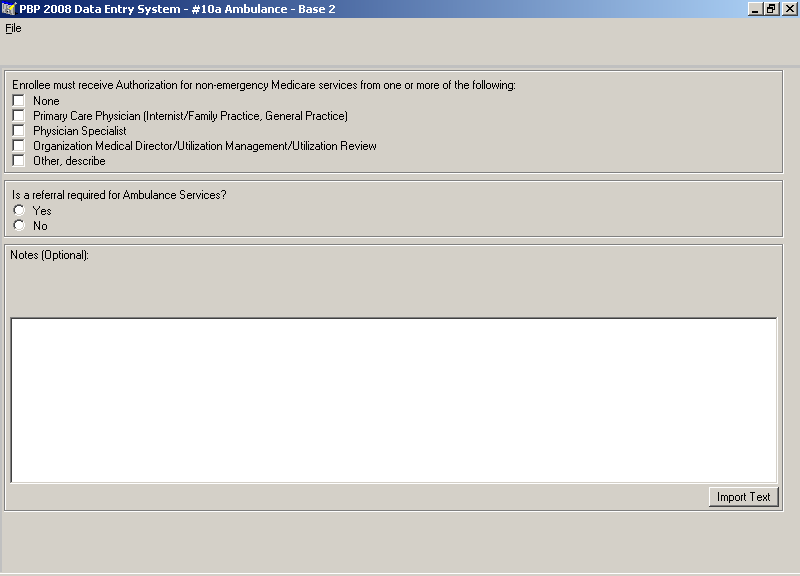 PBP 2008 Data Entry System - #10a Ambulance - Base 2
File
Enrollee must receive Authorization for non-emergency Medicare services from one or more of the following:
None
Primary Care Physician (Internist/Family Practice, General Practice)
Physician Specialist
Organization Medical Director/Utilization Management/Utilization Review
Other, describe
Is a referral required for Ambulance Services?
Yes
No
Notes (Optional):
Import Text